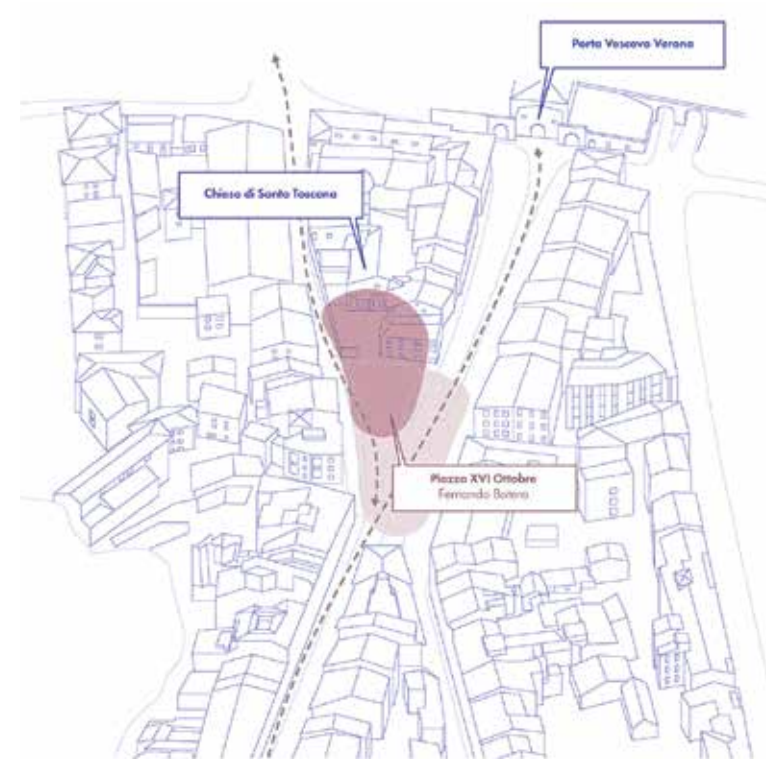 Porta Vescovo Verona
Chiesa di Santa Toscana
Piazza XVI Ottobre
Fernando Botero